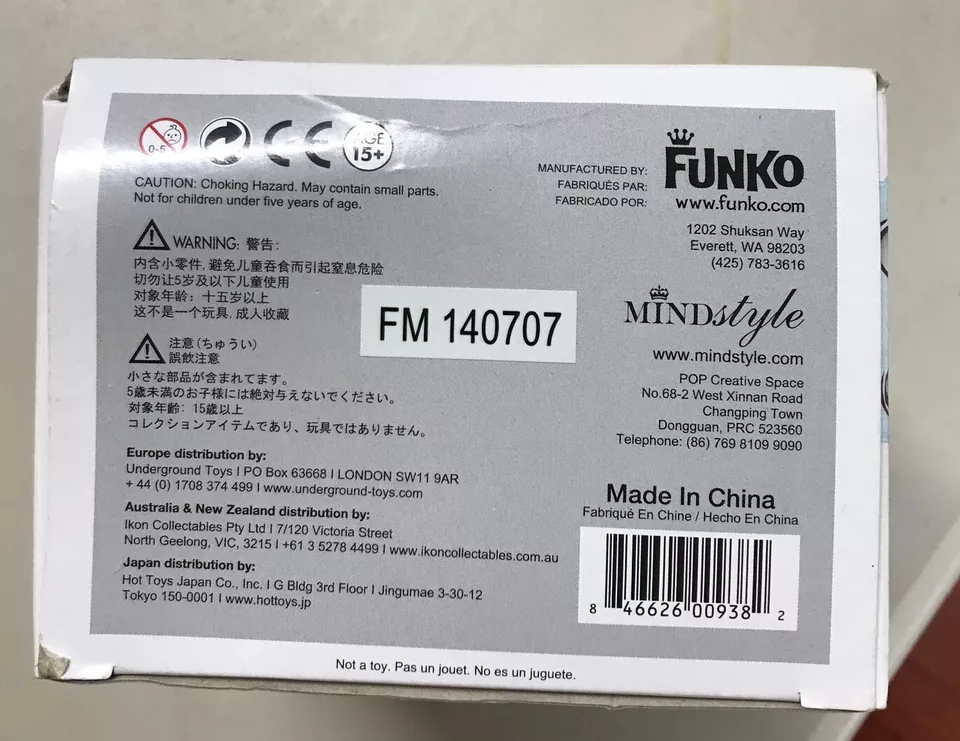 0-5
CE
AGE
15+
CAUTION: Choking Hazard. May contain small parts.
Not for children under five years of age.
WARNING: 警告:
内含小零件, 避免儿童吞食而引起窒息危险
切勿让5岁及以下儿童使用
对象年龄: 十五岁以上
这不是一个玩具, 成人收藏
注意(ちゅうい)
誤飲注意
小さな部品が含まれてます。
5歳未満のお子様には絶対与えないでください。
対象年齢: 15歳以上
コレクションアイテムであり、玩具ではありません。
Europe distribution by:
Underground Toys I PO Box 63668 I LONDON SW11 9AR
+ 44 (0) 1708 374 499 I www.underground-toys.com
Australia & New Zealand distribution by:
Ikon Collectables Pty Ltd I 7/120 Victoria Street
North Geelong, VIC, 3215 I +61 3 5278 4499 I www.ikoncollectables.com.au
Japan distribution by:
Hot Toys Japan Co., Inc. I G Bldg 3rd Floor I Jingumae 3-30-12
Tokyo 150-0001 I www.hottoys.jp
FM 140707
MANUFACTURED BY:
FABRIQUÉS PAR:
FABRICADO POR:
FUNKO
www.funko.com
1202 Shuksan Way
Everett, WA 98203
(425) 783-3616
MINDstyle
www.mindstyle.com
POP Creative Space
No.68-2 West Xinnan Road
Changping Town
Dongguan, PRC 523560
Telephone: (86) 769 8109 9090
Made In China
Fabriqué En Chine / Hecho En China
8 46626 00938 2
Not a toy. Pas un jouet. No es un juguete.